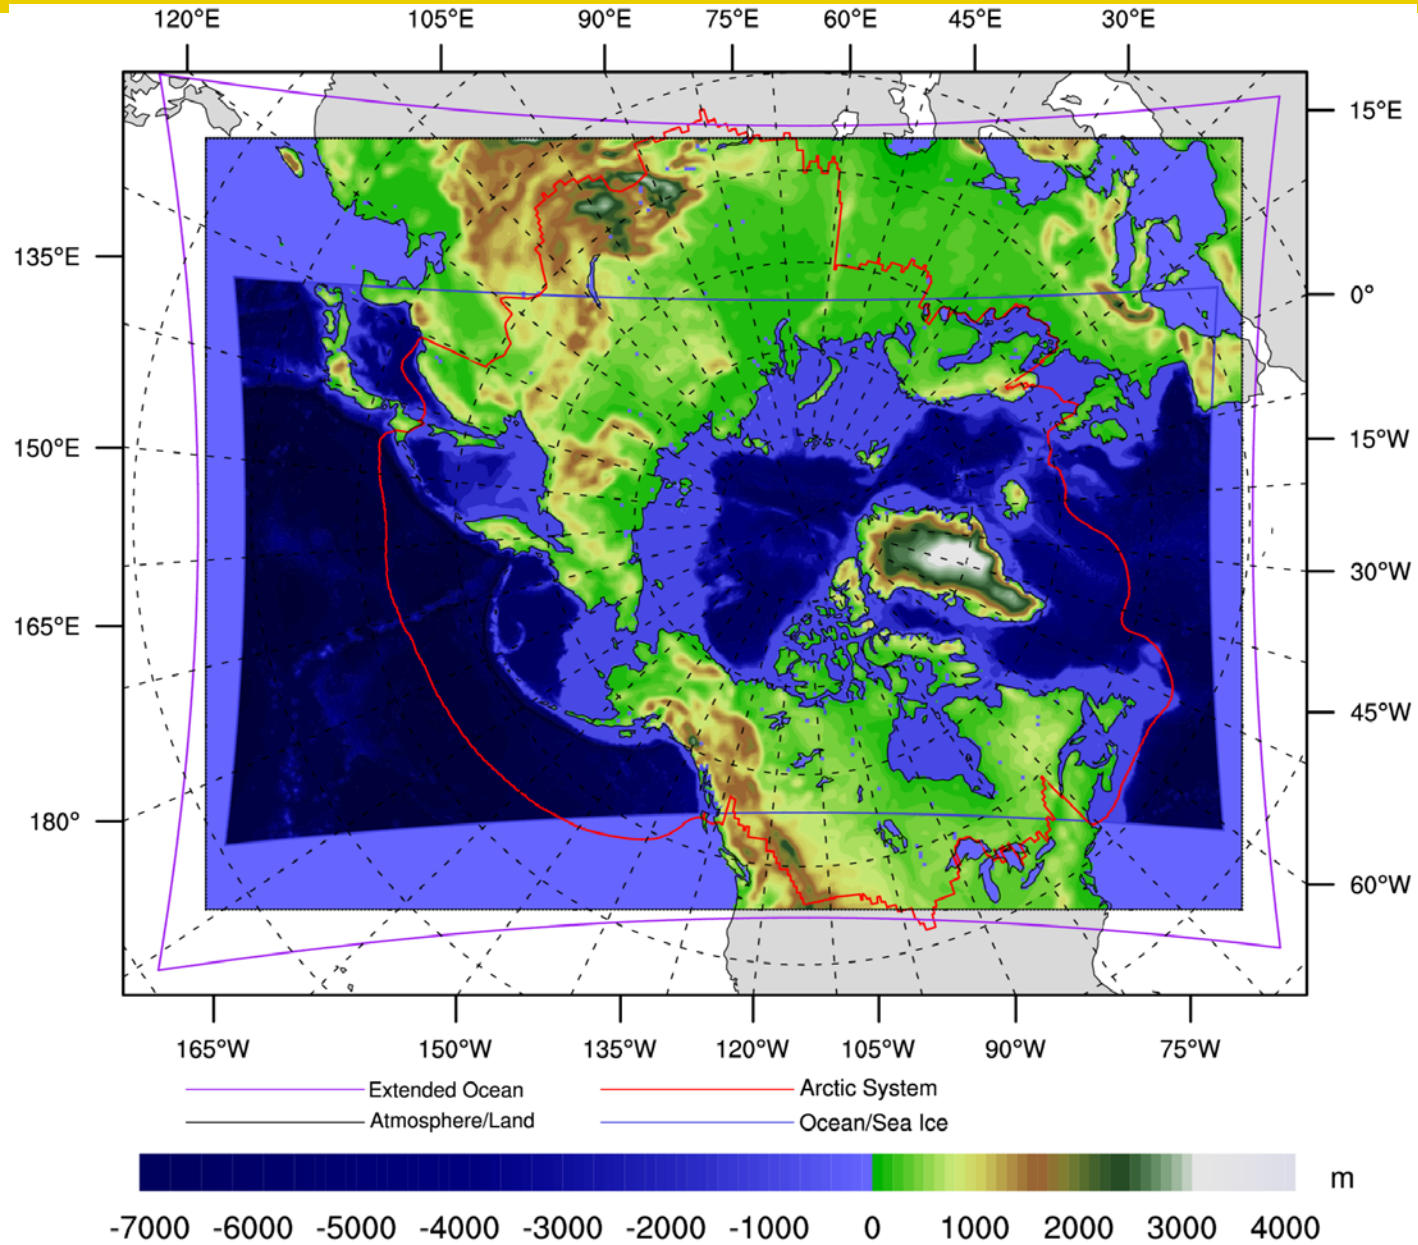 120°E 105°E 90°E 75°E 60°E 45°E 30°E
15°E
135°E
0°
150°E
15°W
30°W
165°E
45°W
180°
60°W
165°W 150°W 135°W 120°W 105°W 90°W 75°W
Extended Ocean Arctic System
Atmosphere/Land Ocean/Sea Ice
m
-7000 -6000 -5000 -4000 -3000 -2000 -1000 0 1000 2000 3000 4000